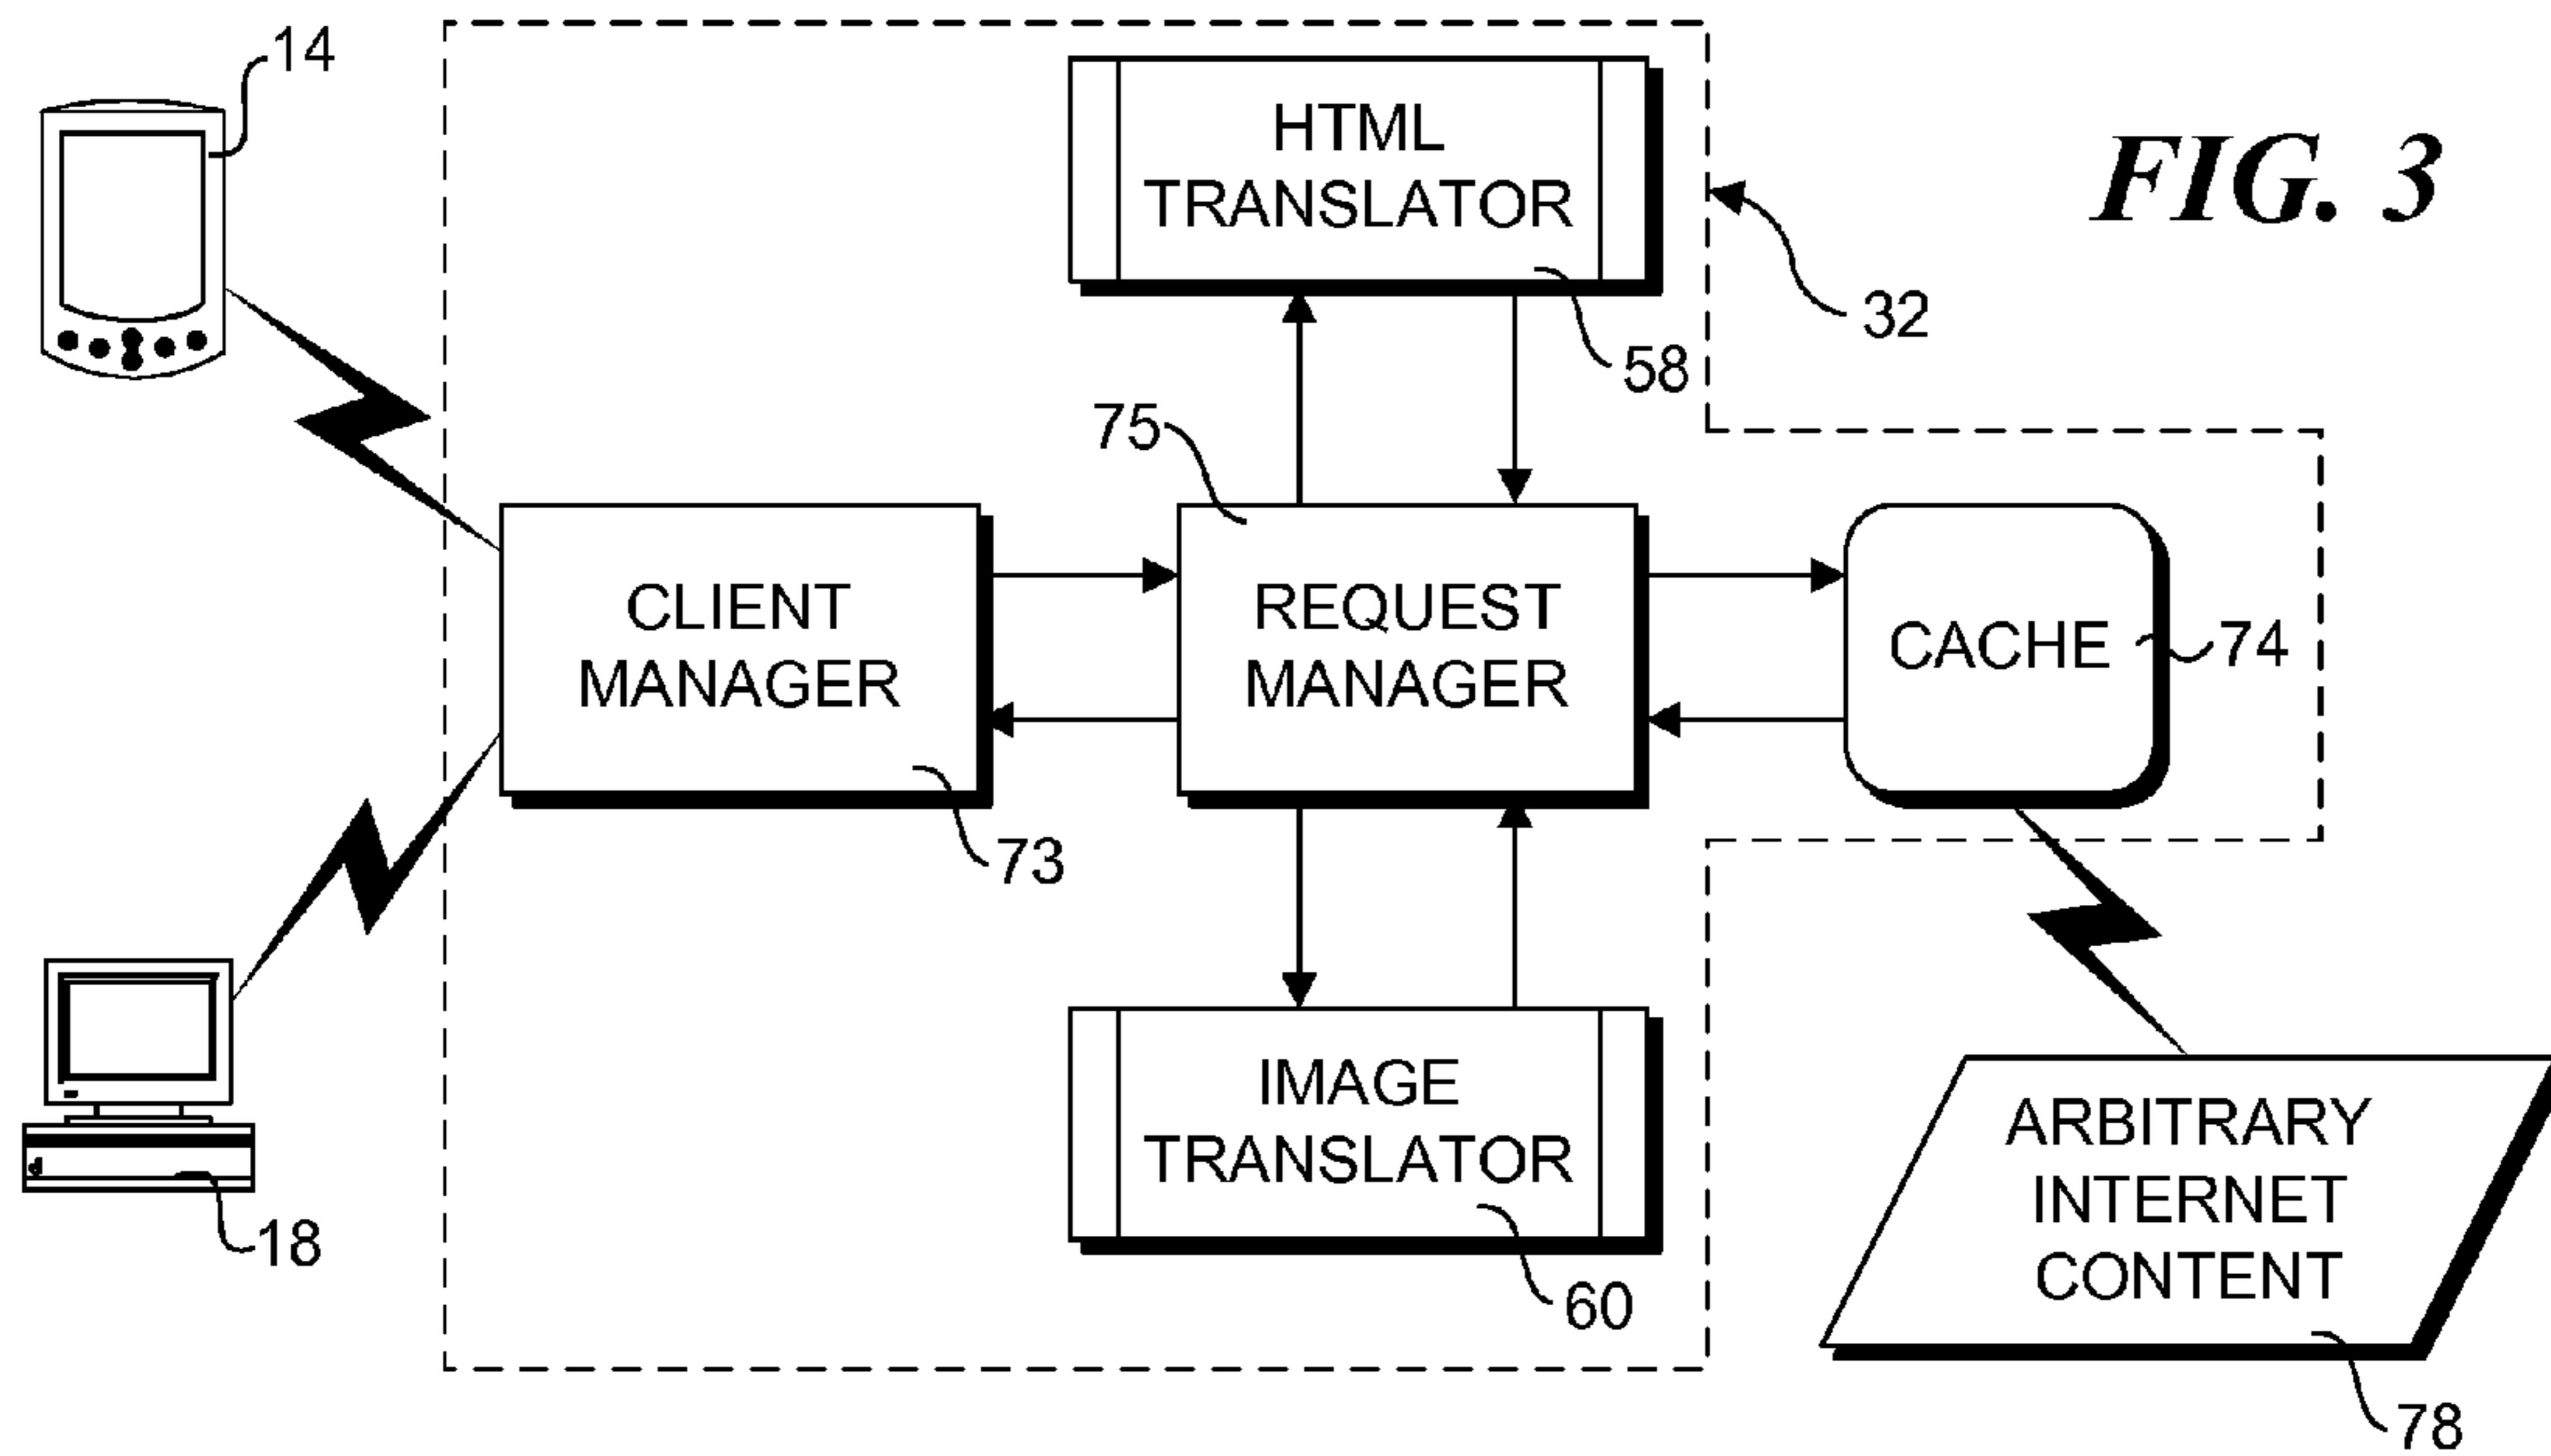 14
HTML
TRANSLATOR
FIG. 3
32
58
75
CLIENT
MANAGER
REQUEST
MANAGER
CACHE
74
73
IMAGE
TRANSLATOR
ARBITRARY
INTERNET
CONTENT
18
60
78